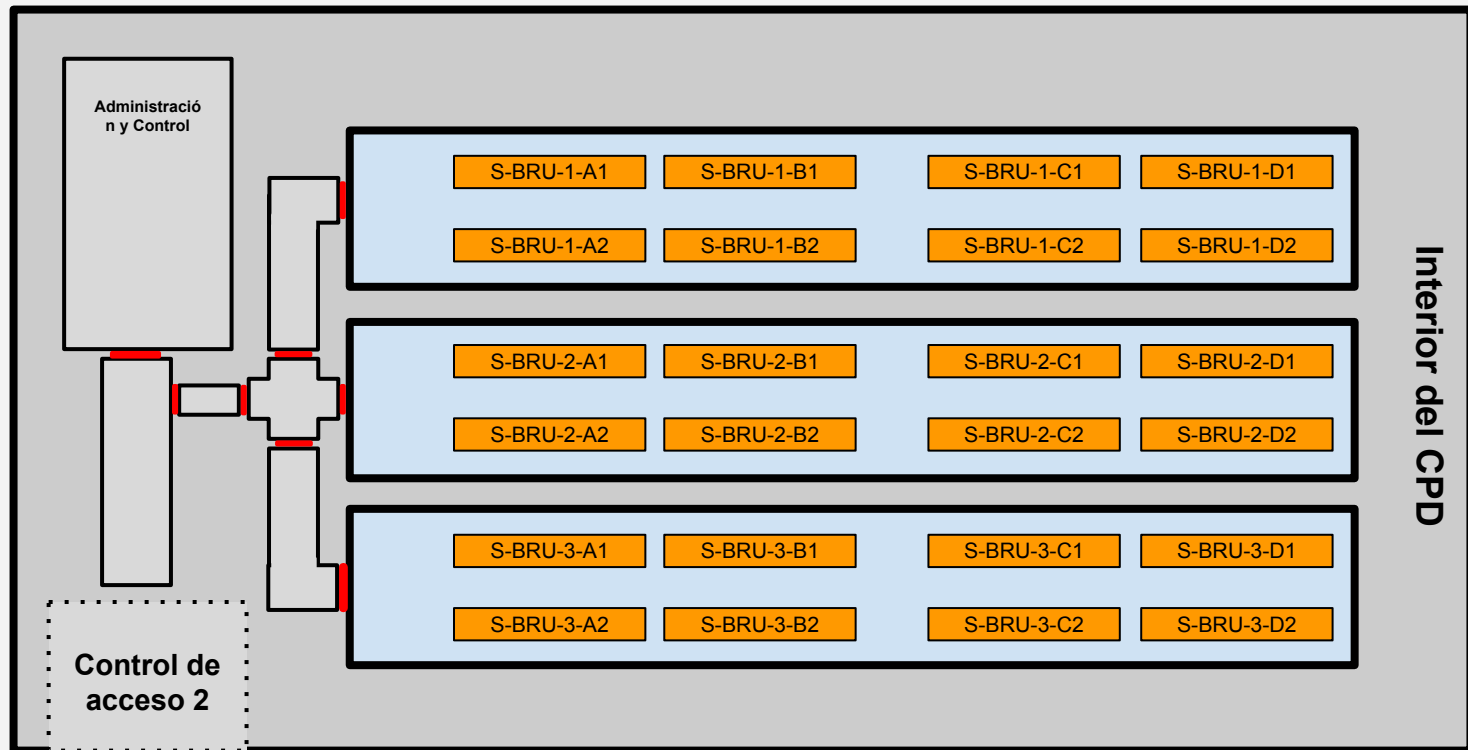 Administració
n y Control
S-BRU-1-A1
S-BRU-1-B1
S-BRU-1-C1
S-BRU-1-D1
S-BRU-1-A2
S-BRU-1-B2
S-BRU-1-C2
S-BRU-1-D2
S-BRU-2-A1
S-BRU-2-B1
S-BRU-2-C1
S-BRU-2-D1
S-BRU-2-A2
S-BRU-2-B2
S-BRU-2-C2
S-BRU-2-D2
S-BRU-3-A1
S-BRU-3-B1
S-BRU-3-C1
S-BRU-3-D1
S-BRU-3-A2
S-BRU-3-B2
S-BRU-3-C2
S-BRU-3-D2
Interior del CPD
Control de
acceso 2